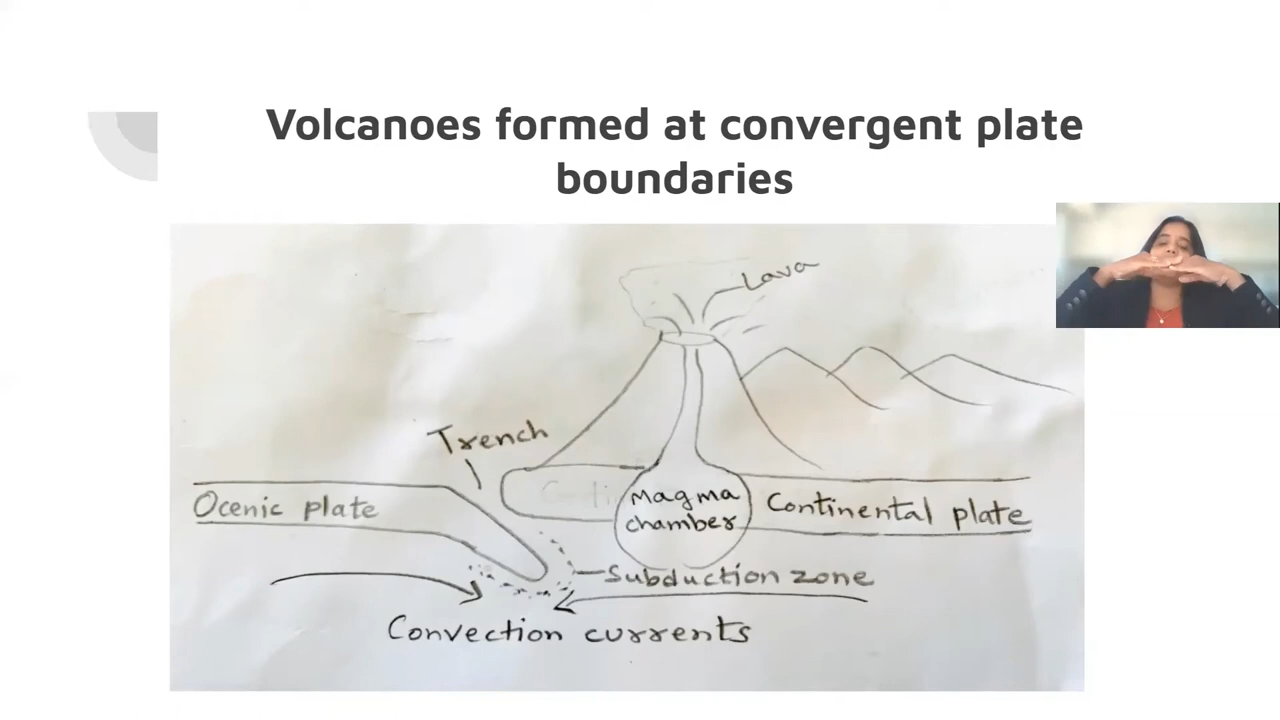 Volcanoes formed at convergent plate
boundaries
Lava
Trench
Ocenic plate
Magma
chamber
Continental plate
Subduction zone
Convection currents